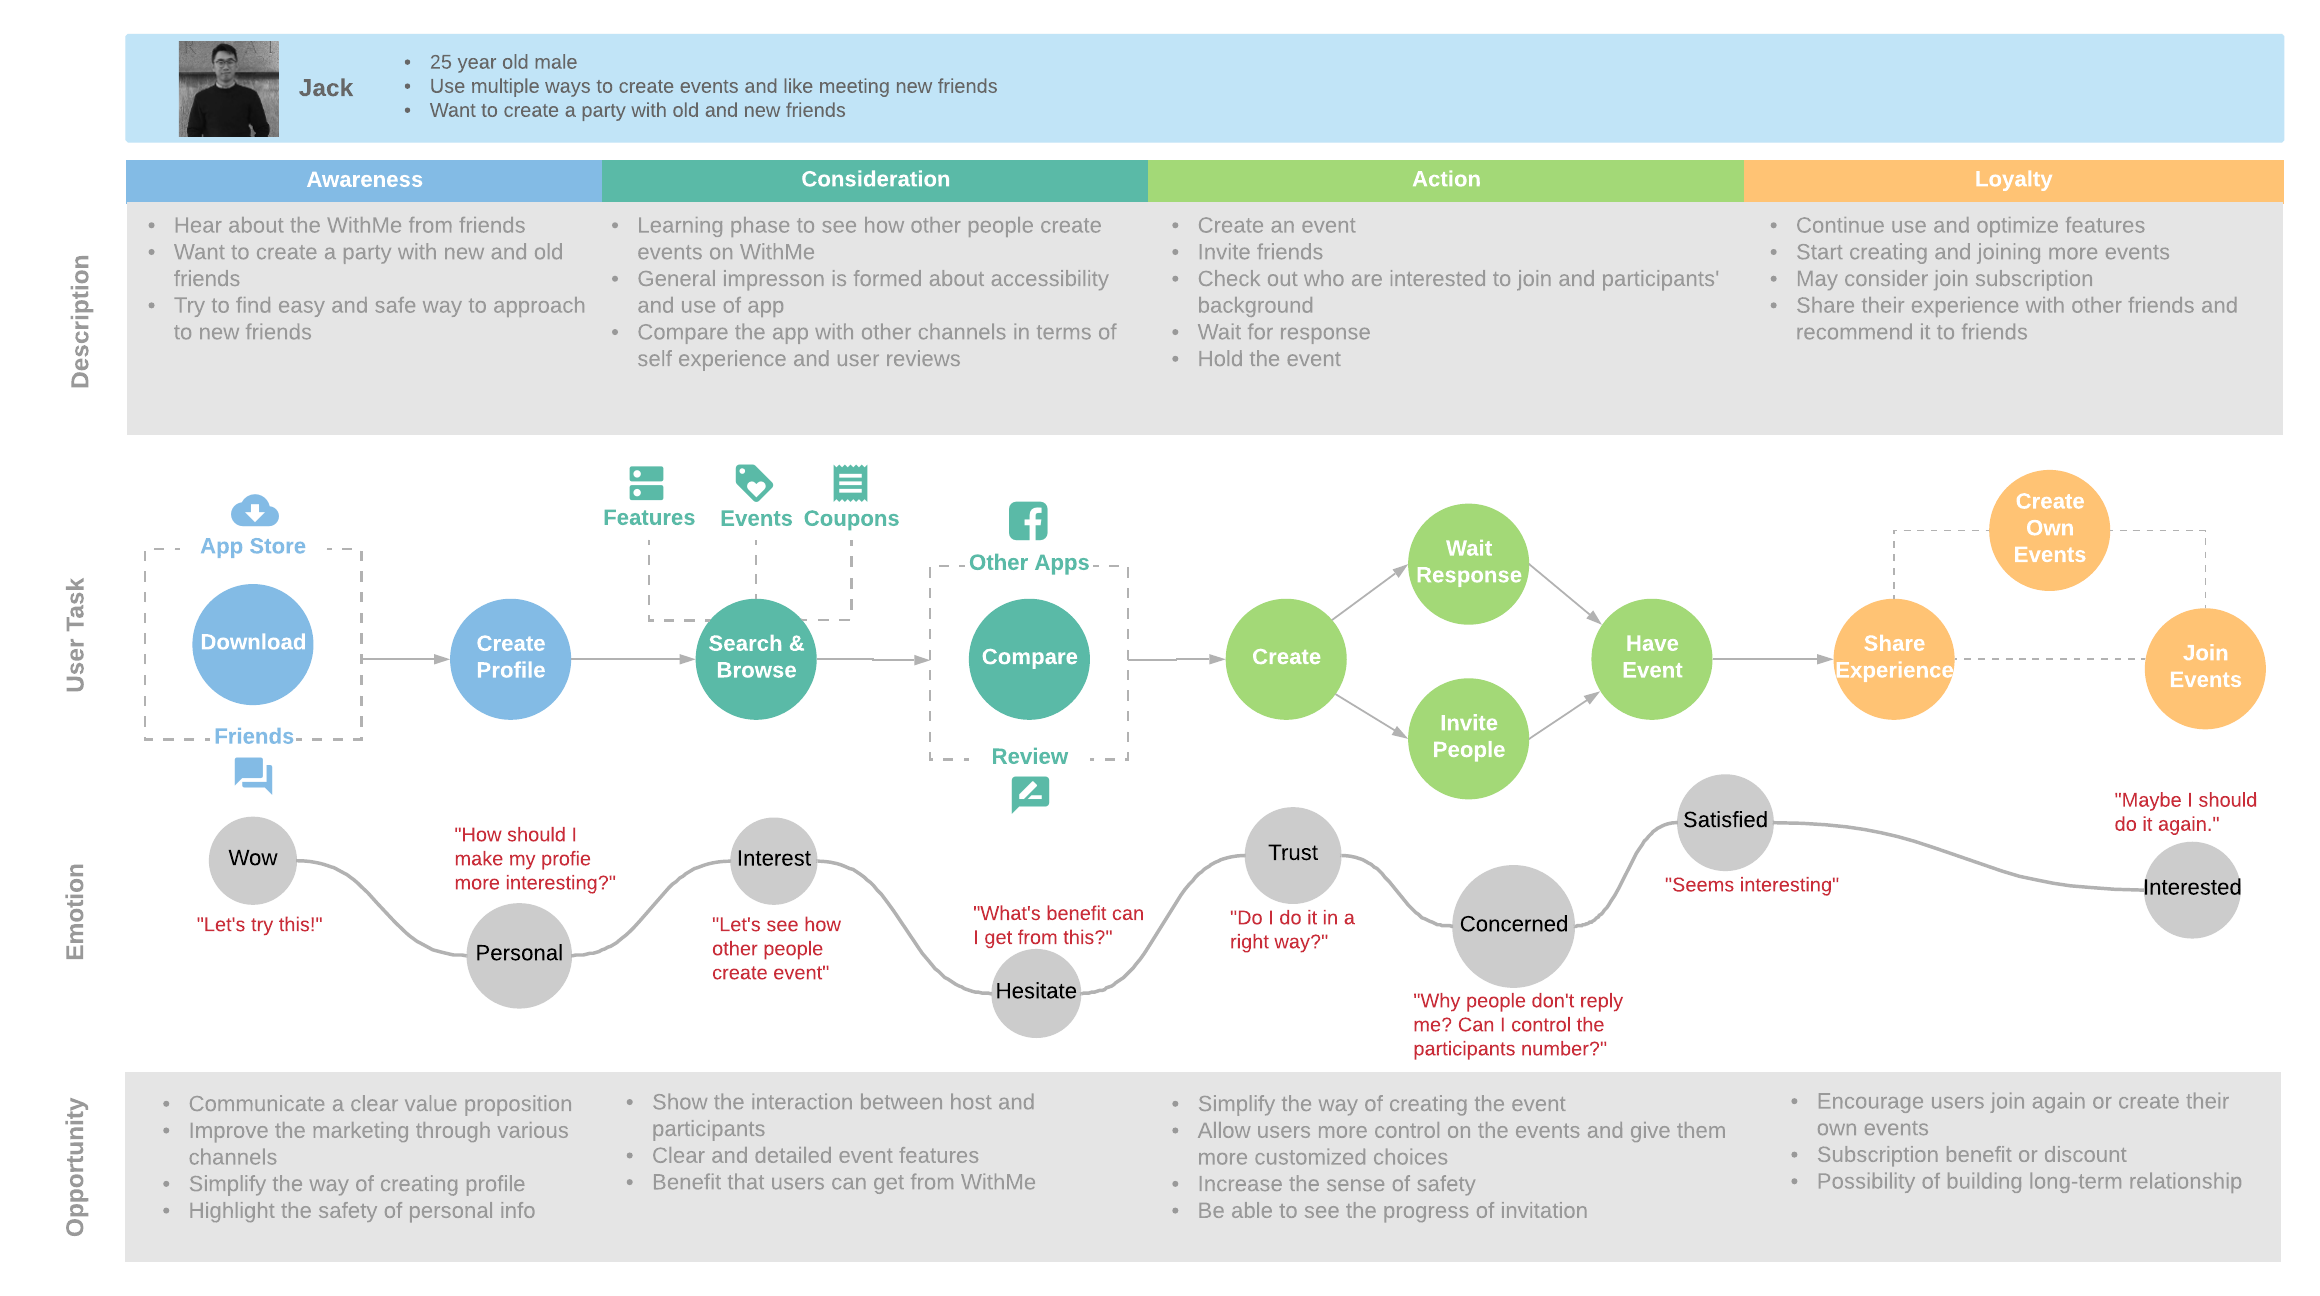 Jack
• 25 year old male
• Use multiple ways to create events and like meeting new friends
• Want to create a party with old and new friends
Awareness
Consideration
Action
Loyalty
Description
• Hear about the WithMe from friends
• Want to create a party with new and old
friends
• Try to find easy and safe way to approach
to new friends
• Learning phase to see how other people create
events on WithMe
• General impresson is formed about accessibility
and use of app
• Compare the app with other channels in terms of
self experience and user reviews
• Create an event
• Invite friends
• Check out who are interested to join and participants'
background
• Wait for response
• Hold the event
• Continue use and optimize features
• Start creating and joining more events
• May consider join subscription
• Share their experience with other friends and
recommend it to friends
User Task
App Store
Download
Friends
Create
Profile
Features
Events
Coupons
Search &
Browse
Other Apps
Compare
Review
Create
Wait
Response
Invite
People
Have
Event
Share
Experience
Create
Own
Events
Join
Events
Emotion
Wow
"Let's try this!"
"How should I
make my profie
more interesting?"
Personal
Interest
"Let's see how
other people
create event"
"What's benefit can
I get from this?"
Hesitate
Trust
"Do I do it in a
right way?"
Concerned
"Why people don't reply
me? Can I control the
participants number?"
Satisfied
"Seems interesting"
"Maybe I should
do it again."
Interested
Opportunity
• Communicate a clear value proposition
• Improve the marketing through various
channels
• Simplify the way of creating profile
• Highlight the safety of personal info
• Show the interaction between host and
participants
• Clear and detailed event features
• Benefit that users can get from WithMe
• Simplify the way of creating the event
• Allow users more control on the events and give them
more customized choices
• Increase the sense of safety
• Be able to see the progress of invitation
• Encourage users join again or create their
own events
• Subscription benefit or discount
• Possibility of building long-term relationship